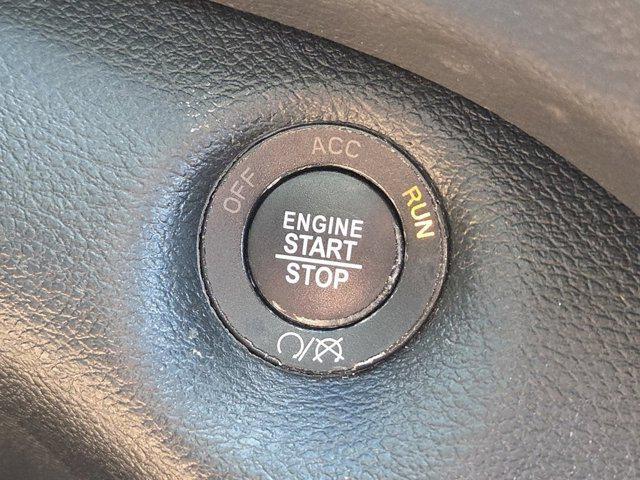 OFF
ACC
RUN
ENGINE
START
STOP